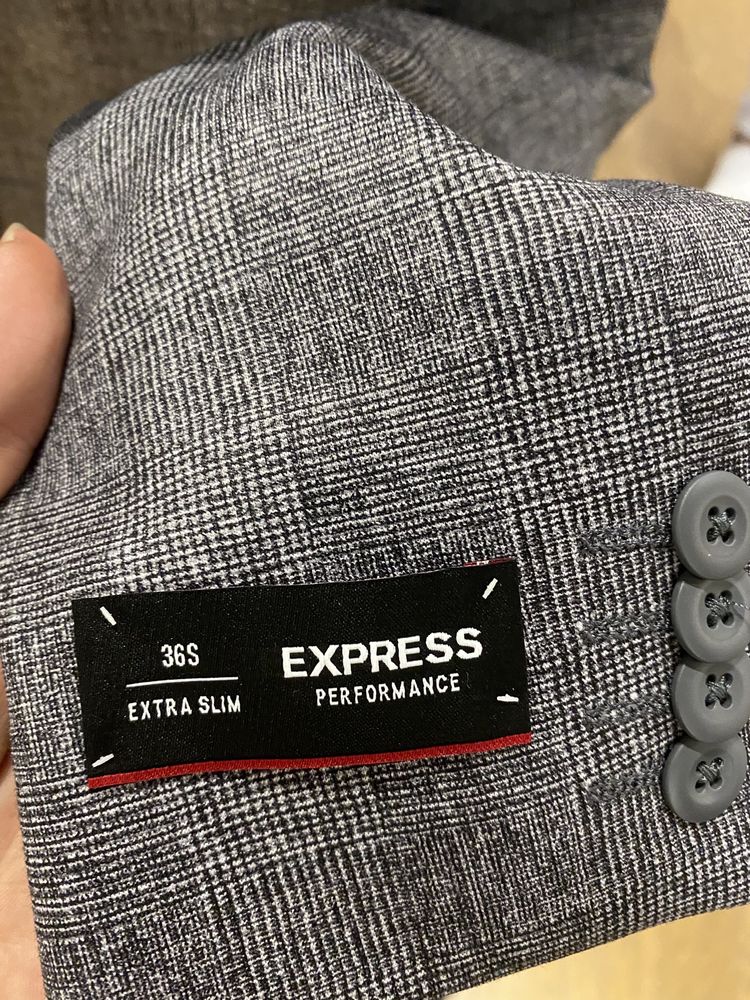 36S
EXTRA SLIM
EXPRESS
PERFORMANCE